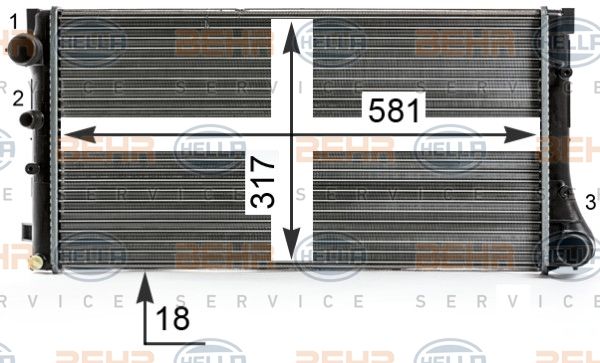 1
HELLA BEHR HELLA BEHR HELLA
SERVICE SERVICE SERVICE
2
581
BEHR HELLA BEHR HELLA BEHR
SERVICE SERVICE
317
3
HELLA BEHR HELLA BEHR HELLA
SERVICE SERVICE SERVICE
18
BEHR HELLA BEHR HELLA BEHR